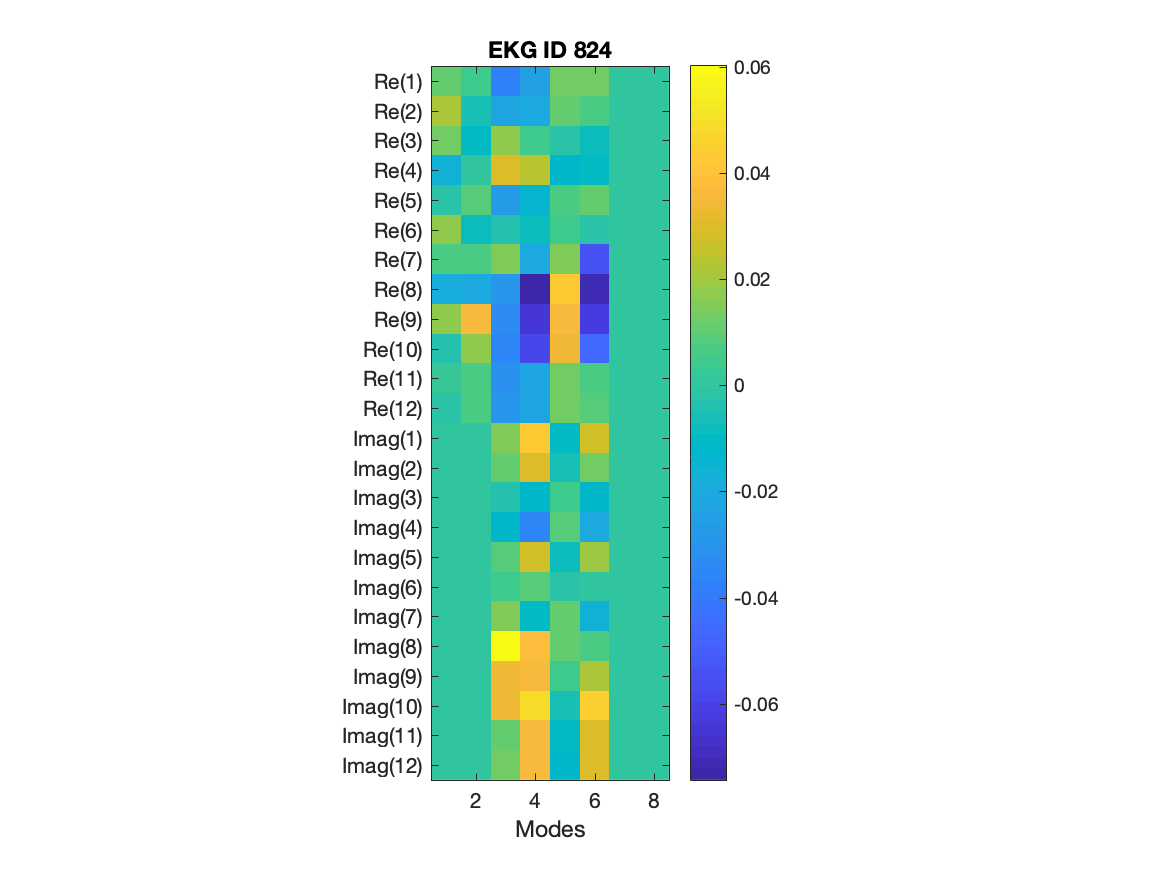 EKG ID 824
Re(1)
Re(2)
Re(3)
Re(4)
Re(5)
Re(6)
Re(7)
Re(8)
Re(9)
Re(10)
Re(11)
Re(12)
Imag(1)
Imag(2)
Imag(3)
Imag(4)
Imag(5)
Imag(6)
Imag(7)
Imag(8)
Imag(9)
Imag(10)
Imag(11)
Imag(12)
2 4 6 8
Modes
0.06
0.04
0.02
0
-0.02
-0.04
-0.06